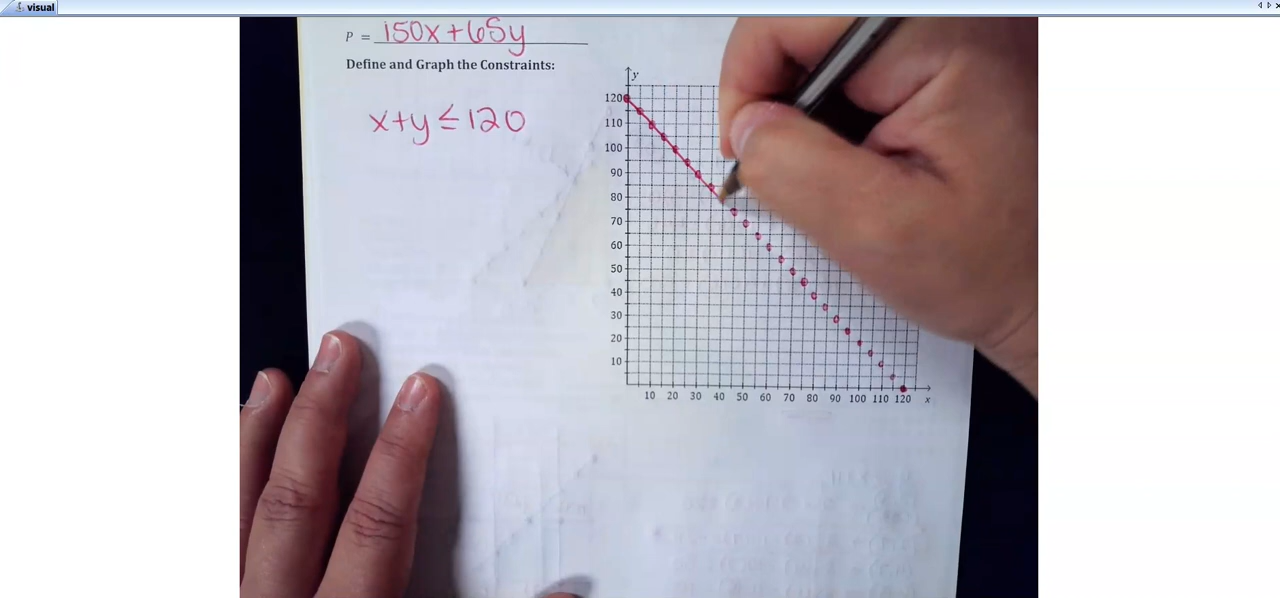 visual
P = 150x+65y
Define and Graph the Constraints:
x+y ≤ 120
y
120
110
100
90
80
70
60
50
40
30
20
10
10 20 30 40 50 60 70 80 90 100 110 120 x